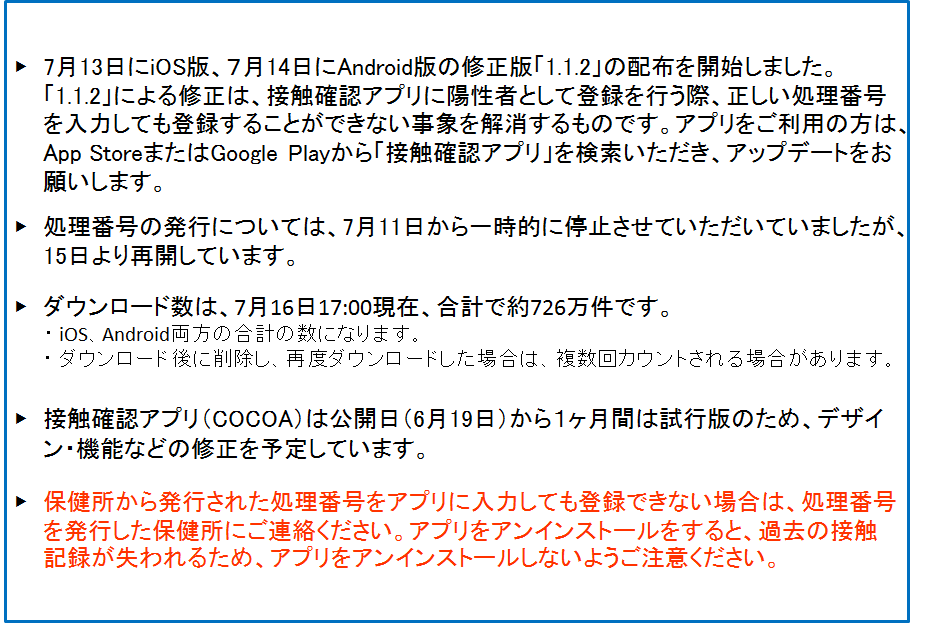 ▶ 7月13日にiOS版、7月14日にAndroid版の修正版「1.1.2」の配布を開始しました。
「1.1.2」による修正は、接触確認アプリに陽性者として登録を行う際、正しい処理番号
を入力しても登録することができない事象を解消するものです。アプリをご利用の方は、
App StoreまたはGoogle Playから「接触確認アプリ」を検索いただき、アップデートをお
願いします。
▶ 処理番号の発行については、7月11日から一時的に停止させていただいていましたが、
15日より再開しています。
▶ ダウンロード数は、7月16日17:00現在、合計で約726万件です。
・iOS、Android両方の合計の数になります。
・ダウンロード後に削除し、再度ダウンロードした場合は、複数回カウントされる場合があります。
▶ 接触確認アプリ(COCOA)は公開日(6月19日)から1ヶ月間は試行版のため、デザイ
ン・機能などの修正を予定しています。
▶ 保健所から発行された処理番号をアプリに入力しても登録できない場合は、処理番号
を発行した保健所にご連絡ください。アプリをアンインストールをすると、過去の接触
記録が失われるため、アプリをアンインストールしないようご注意ください。